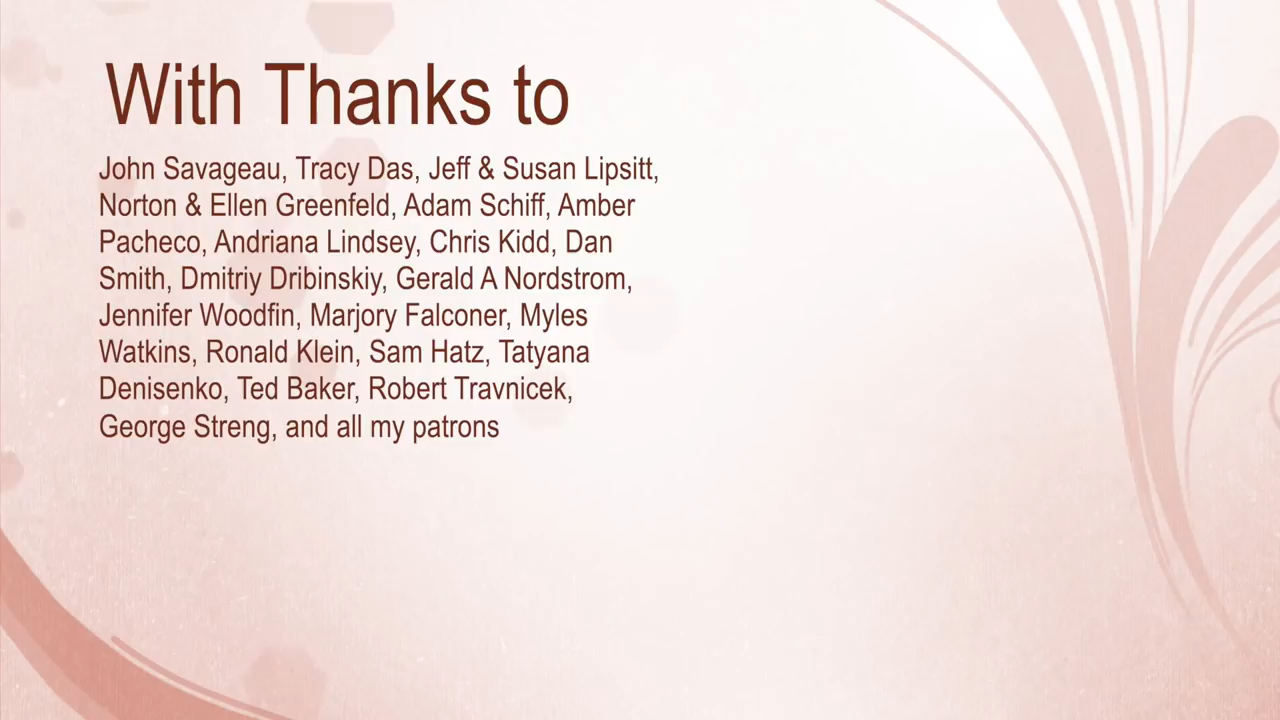 With Thanks to
John Savageau, Tracy Das, Jeff & Susan Lipsitt,
Norton & Ellen Greenfeld, Adam Schiff, Amber
Pacheco, Andriana Lindsey, Chris Kidd, Dan
Smith, Dmitriy Dribinskiy, Gerald A Nordstrom,
Jennifer Woodfin, Marjory Falconer, Myles
Watkins, Ronald Klein, Sam Hatz, Tatyana
Denisenko, Ted Baker, Robert Travnicek,
George Streng, and all my patrons